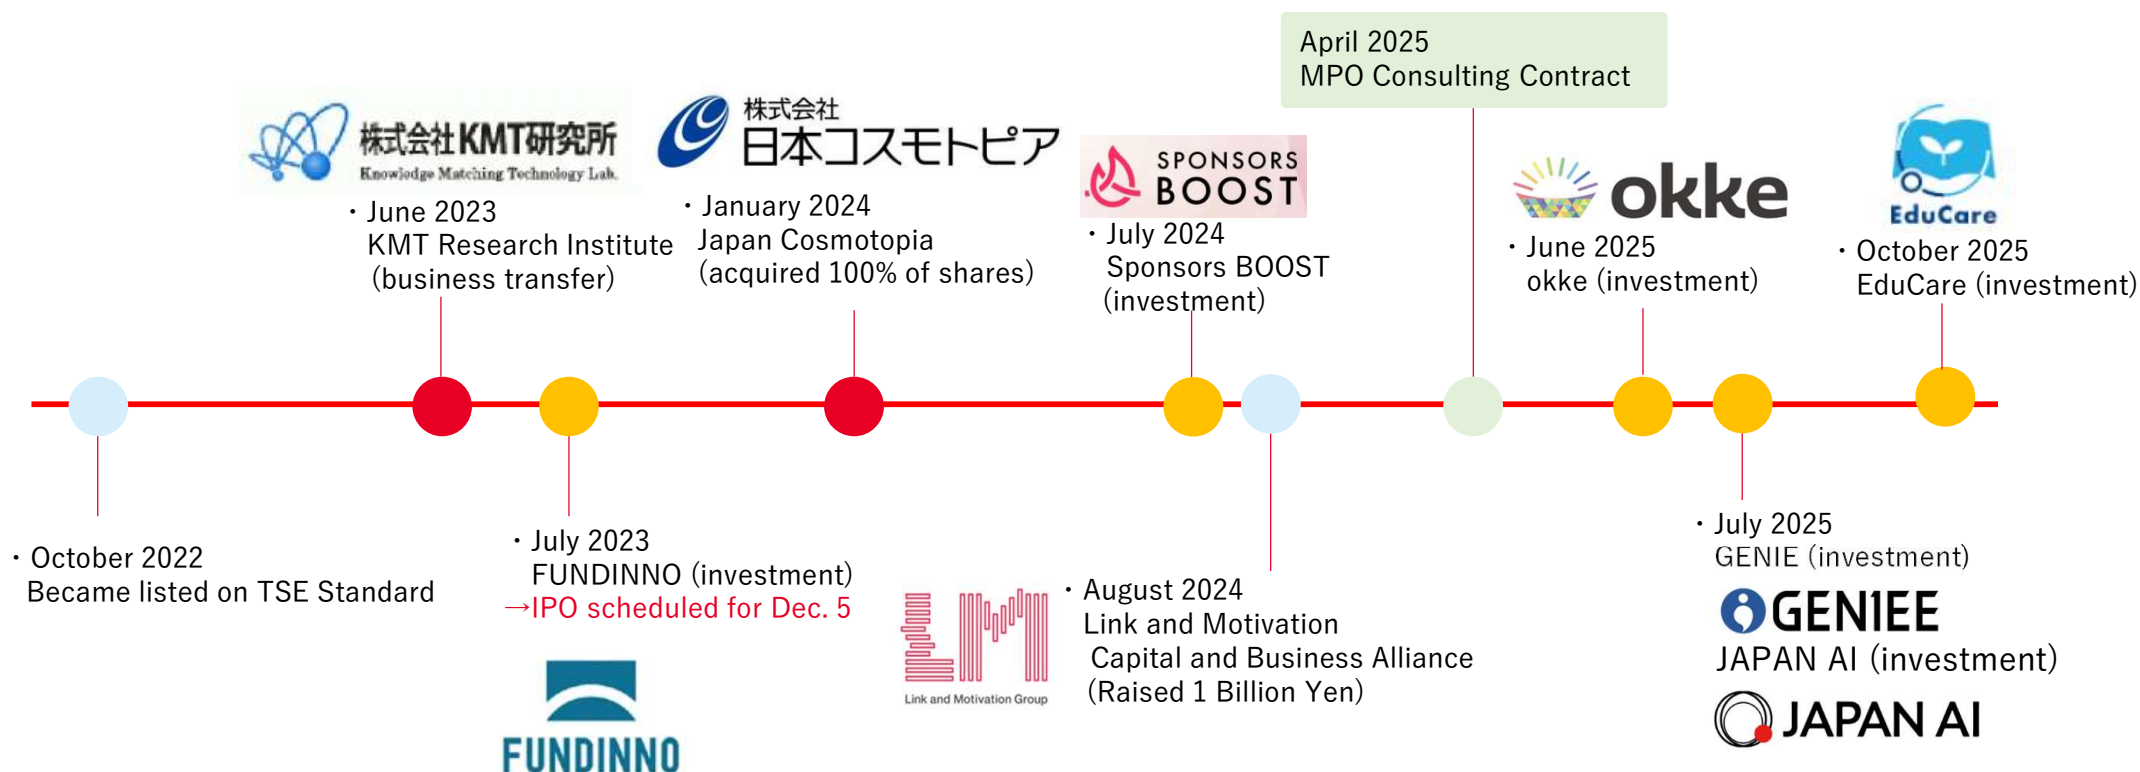 April 2025
MPO Consulting Contract
株式会社KMT研究所
Knowledge Matching Technology Lab.
・June 2023
KMT Research Institute
(business transfer)
株式会社
日本コスモトピア
・January 2024
Japan Cosmotopia
(acquired 100% of shares)
SPONSORS
BOOST
・July 2024
Sponsors BOOST
(investment)
okke
・June 2025
okke (investment)
EduCare
・October 2025
EduCare (investment)
・October 2022
Became listed on TSE Standard
・July 2023
FUNDINNO (investment)
→IPO scheduled for Dec. 5
FUNDINNO
LM
Link and Motivation Group
・August 2024
Link and Motivation
Capital and Business Alliance
(Raised 1 Billion Yen)
・July 2025
GENIE (investment)
GENIEE
JAPAN AI (investment)
JAPAN AI